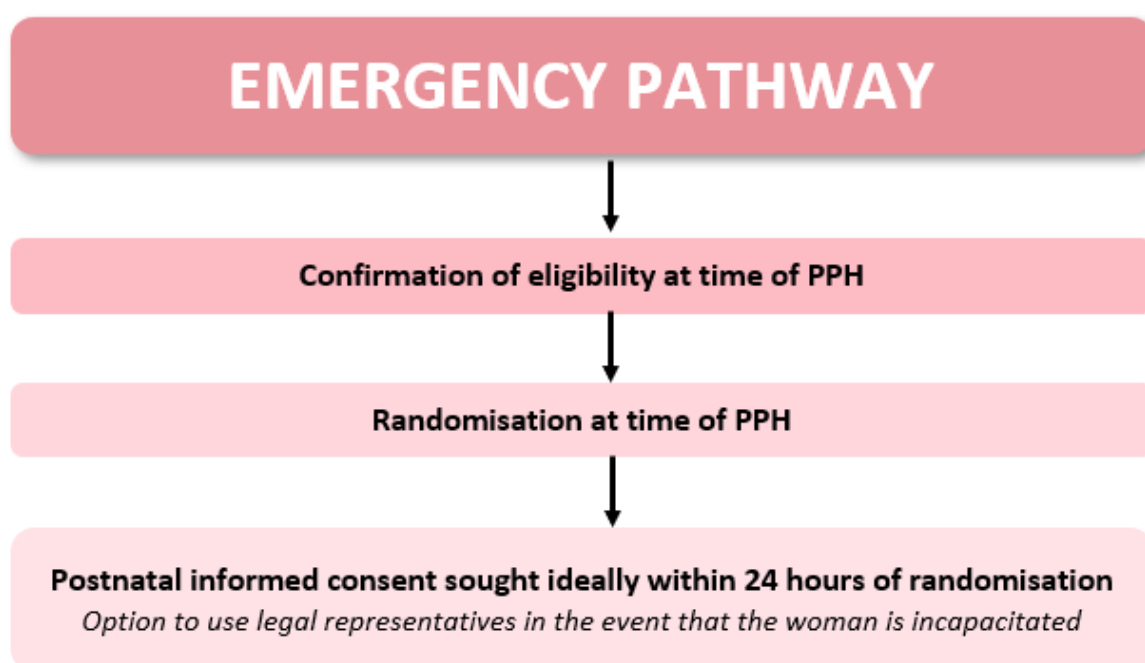 EMERGENCY PATHWAY
Confirmation of eligibility at time of PPH
Randomisation at time of PPH
Postnatal informed consent sought ideally within 24 hours of randomisation
Option to use legal representatives in the event that the woman is incapacitated